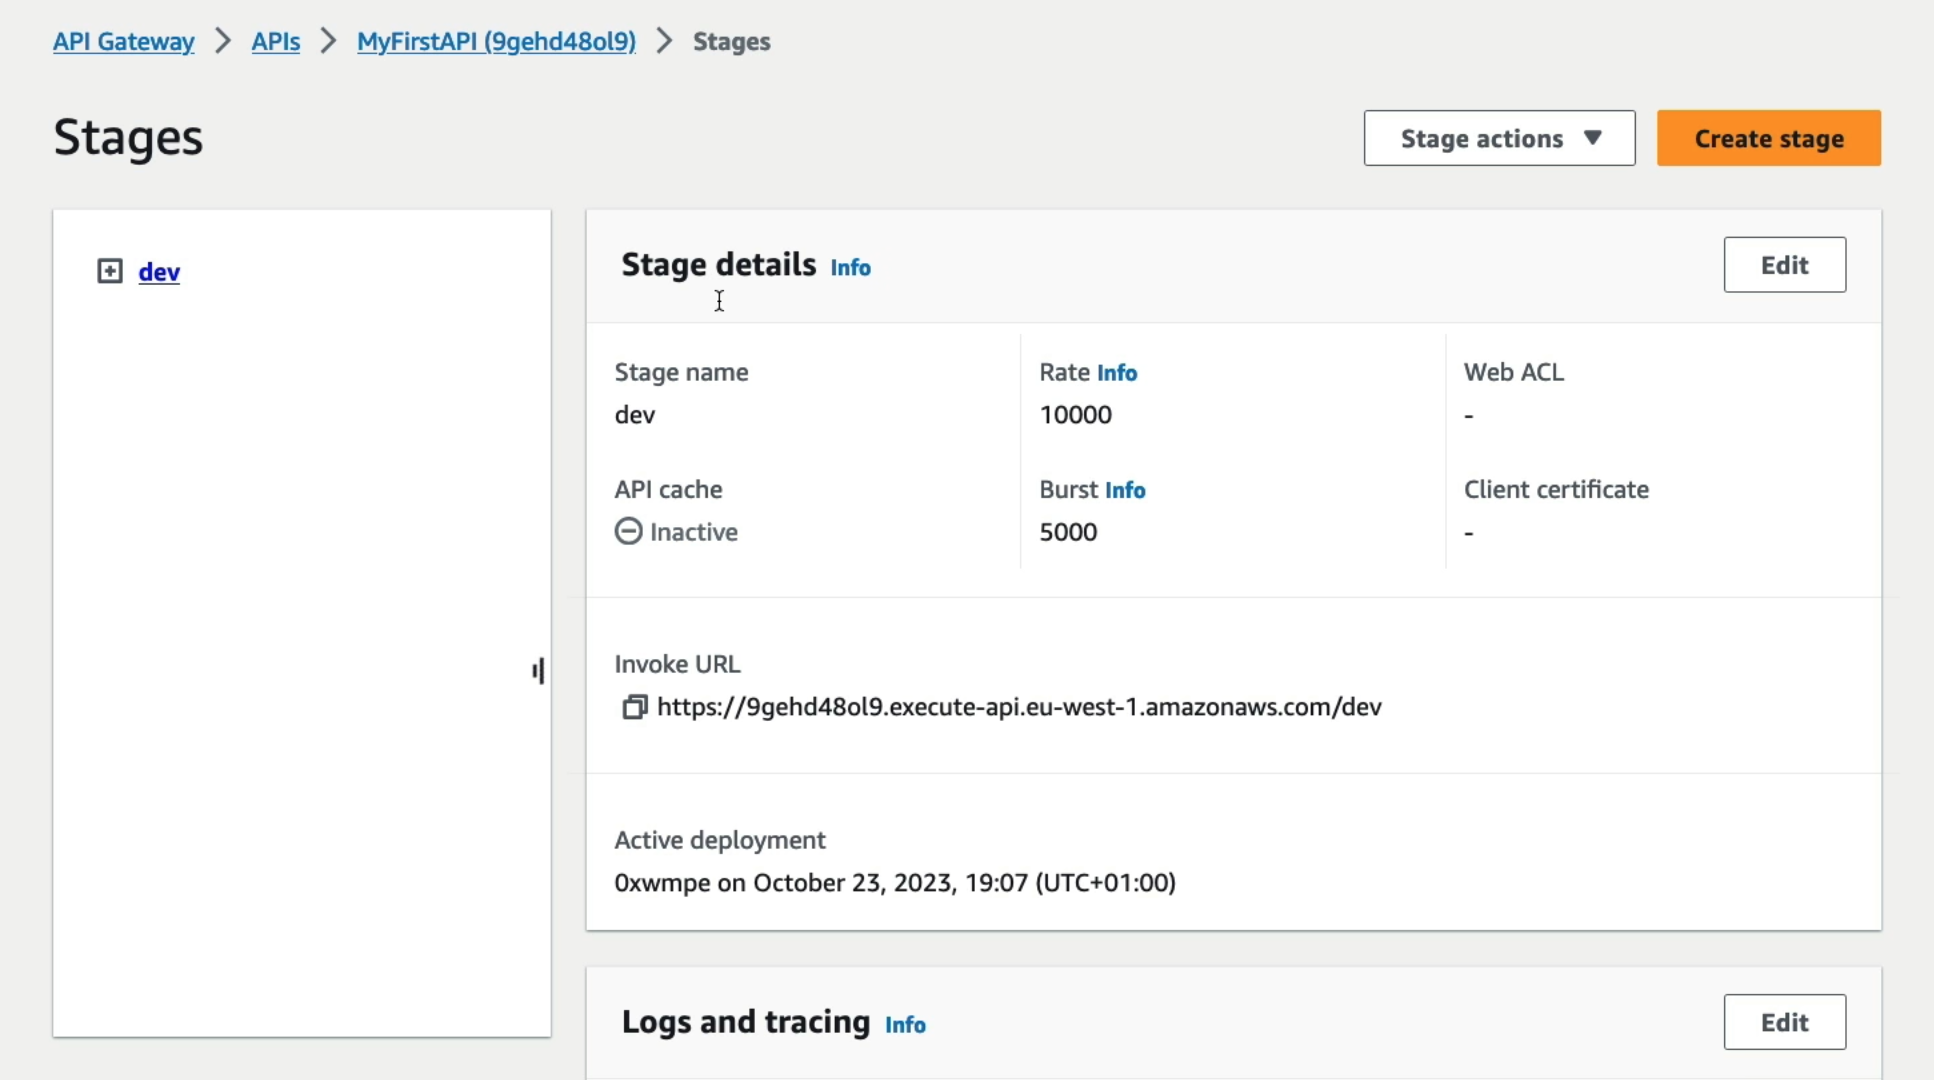 API Gateway > APIs > MyFirstAPI (9gehd48ol9) > Stages
Stages
Stage actions
Create stage
dev
Stage details Info
Edit
Stage name
dev
Rate Info
10000
Web ACL
-
API cache
Inactive
Burst Info
5000
Client certificate
-
Invoke URL
https://9gehd48ol9.execute-api.eu-west-1.amazonaws.com/dev
Active deployment
0xwmpe on October 23, 2023, 19:07 (UTC+01:00)
Logs and tracing Info
Edit